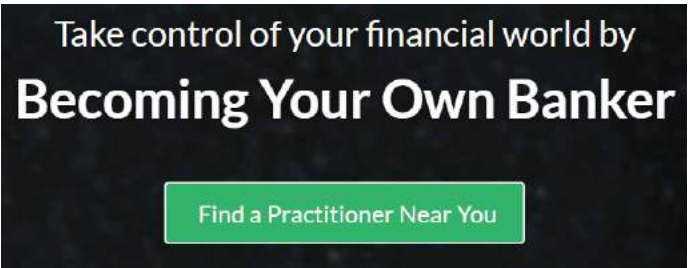 Take control of your financial world by
Becoming Your Own Banker
Find a Practitioner Near You